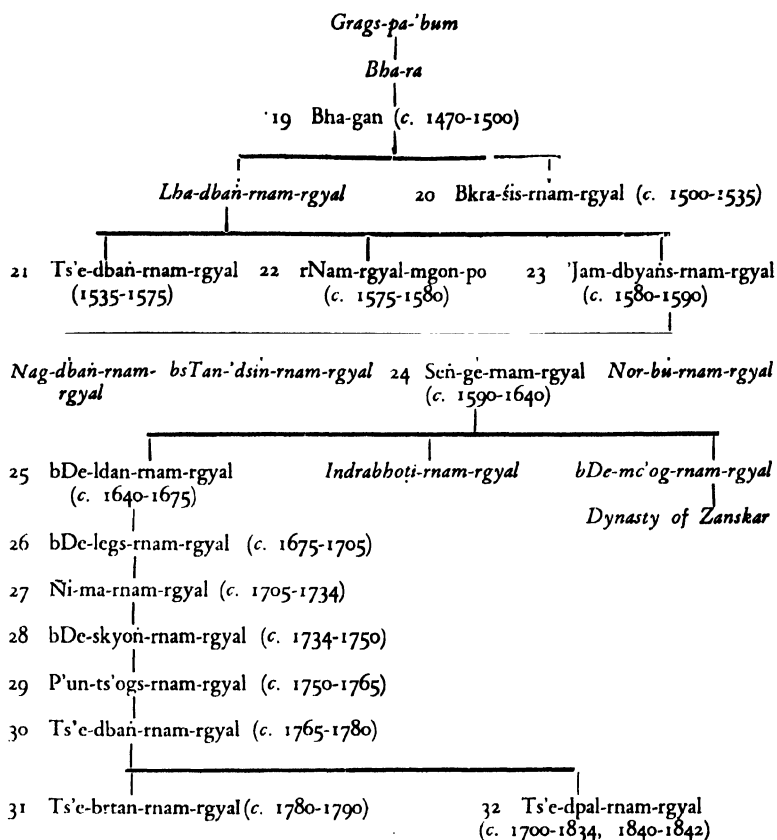 Grags-pa-'bum
Bha-ra
19 Bha-gan (c. 1470-1500)
Lha-dbaṅ-rnam-rgyal 20 Bkra-śis-rnam-rgyal (c. 1500-1535)
21 Ts'e-dbaṅ-rnam-rgyal 22 rNam-rgyal-mgon-po 23 'Jam-dbyaṅs-rnam-rgyal
(1535-1575) (c. 1575-1580) (c. 1580-1590)
Nag-dbaṅ-rnam- bsTan-'dsin-rnam-rgyal 24 Seṅ-ge-rnam-rgyal Nor-bu-rnam-rgyal
rgyal (c. 1590-1640)
25 bDe-ldan-rnam-rgyal Indrabhoṭi-rnam-rgyal bDe-mc'og-rnam-rgyal
(c. 1640-1675) Dynasty of Zanskar
26 bDe-legs-rnam-rgyal (c. 1675-1705)
27 Ñi-ma-rnam-rgyal (c. 1705-1734)
28 bDe-skyoṅ-rnam-rgyal (c. 1734-1750)
29 P'un-ts'ogs-rnam-rgyal (c. 1750-1765)
30 Ts'e-dbaṅ-rnam-rgyal (c. 1765-1780)
31 Ts'e-brtan-rnam-rgyal (c. 1780-1790) 32 Ts'e-dpal-rnam-rgyal
(c. 1700-1834, 1840-1842)